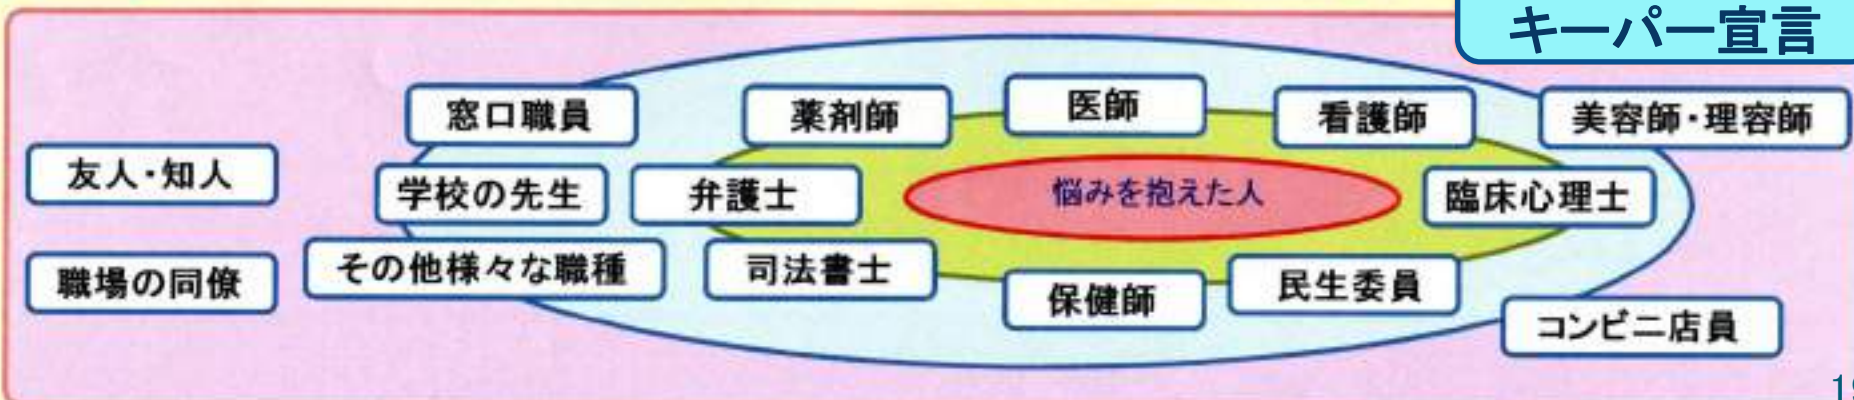 キーパー宣言
窓口職員
薬剤師
医師
看護師
美容師・理容師
友人・知人
学校の先生
弁護士
悩みを抱えた人
臨床心理士
職場の同僚
その他様々な職種
司法書士
保健師
民生委員
コンビニ店員